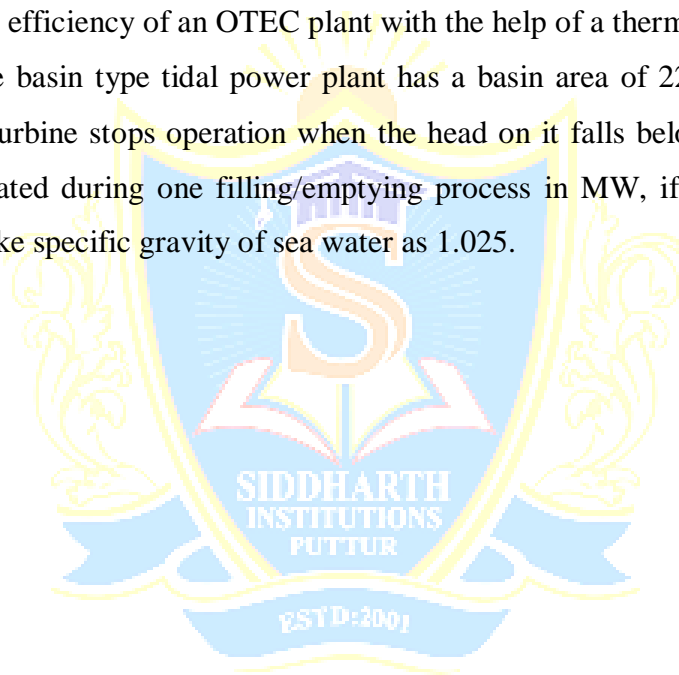 efficiency of an OTEC plant with the help of a therm
basin type tidal power plant has a basin area of 22
urbine stops operation when the head on it falls belo
ated during one filling/emptying process in MW, if
ke specific gravity of sea water as 1.025.
S
SIDDHARTH
INSTITUTIONS
PUTTUR
ESTD:2001